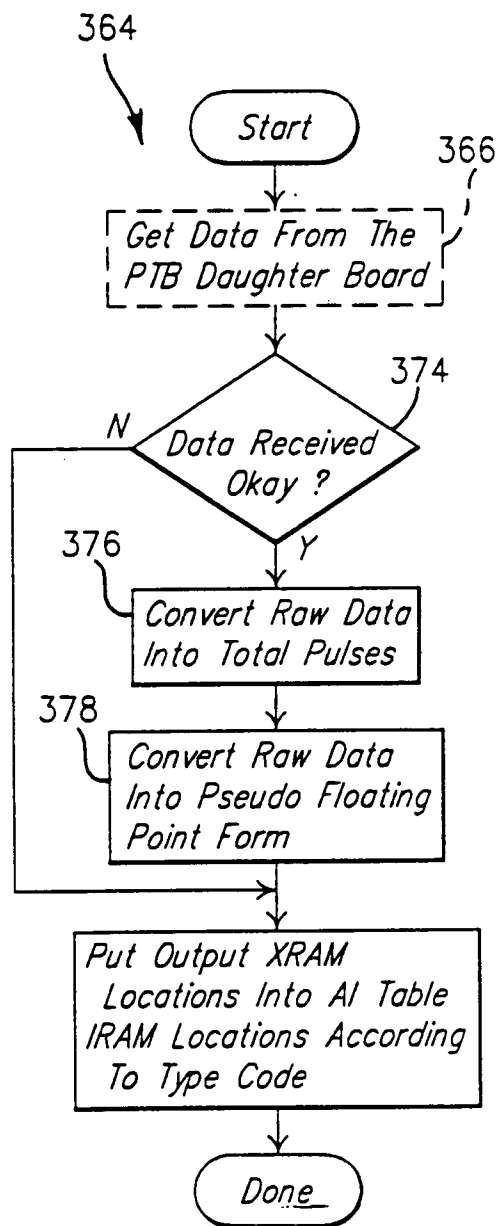 364
Start
366
Get Data From The
PTB Daughter Board
374
N
Data Received
Okay ?
Y
376
Convert Raw Data
Into Total Pulses
378
Convert Raw Data
Into Pseudo Floating
Point Form
Put Output XRAM
Locations Into AI Table
IRAM Locations According
To Type Code
Done